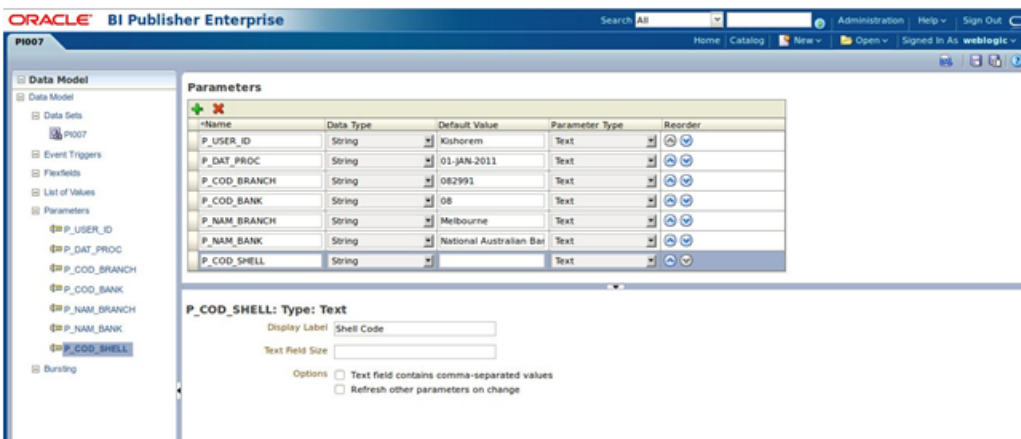 ORACLE BI Publisher Enterprise
Search All
Administration Help Sign Out
PI007
Home Catalog New Open Signed In As weblogic
Data Model
Data Model
Data Sets
PI007
Event Triggers
Flexfields
List of Values
Parameters
P_USER_ID
P_DAT_PROC
P_COD_BRANCH
P_COD_BANK
P_NAM_BRANCH
P_NAM_BANK
P_COD_SHELL
Bursting
Parameters
*Name Data Type Default Value Parameter Type Reorder
P_USER_ID String Kishorem Text
P_DAT_PROC String 01-JAN-2011 Text
P_COD_BRANCH String 082991 Text
P_COD_BANK String 08 Text
P_NAM_BRANCH String Melbourne Text
P_NAM_BANK String National Australian Ban Text
P_COD_SHELL String Text
P_COD_SHELL: Type: Text
Display Label Shell Code
Text Field Size
Options Text field contains comma-separated values
Refresh other parameters on change